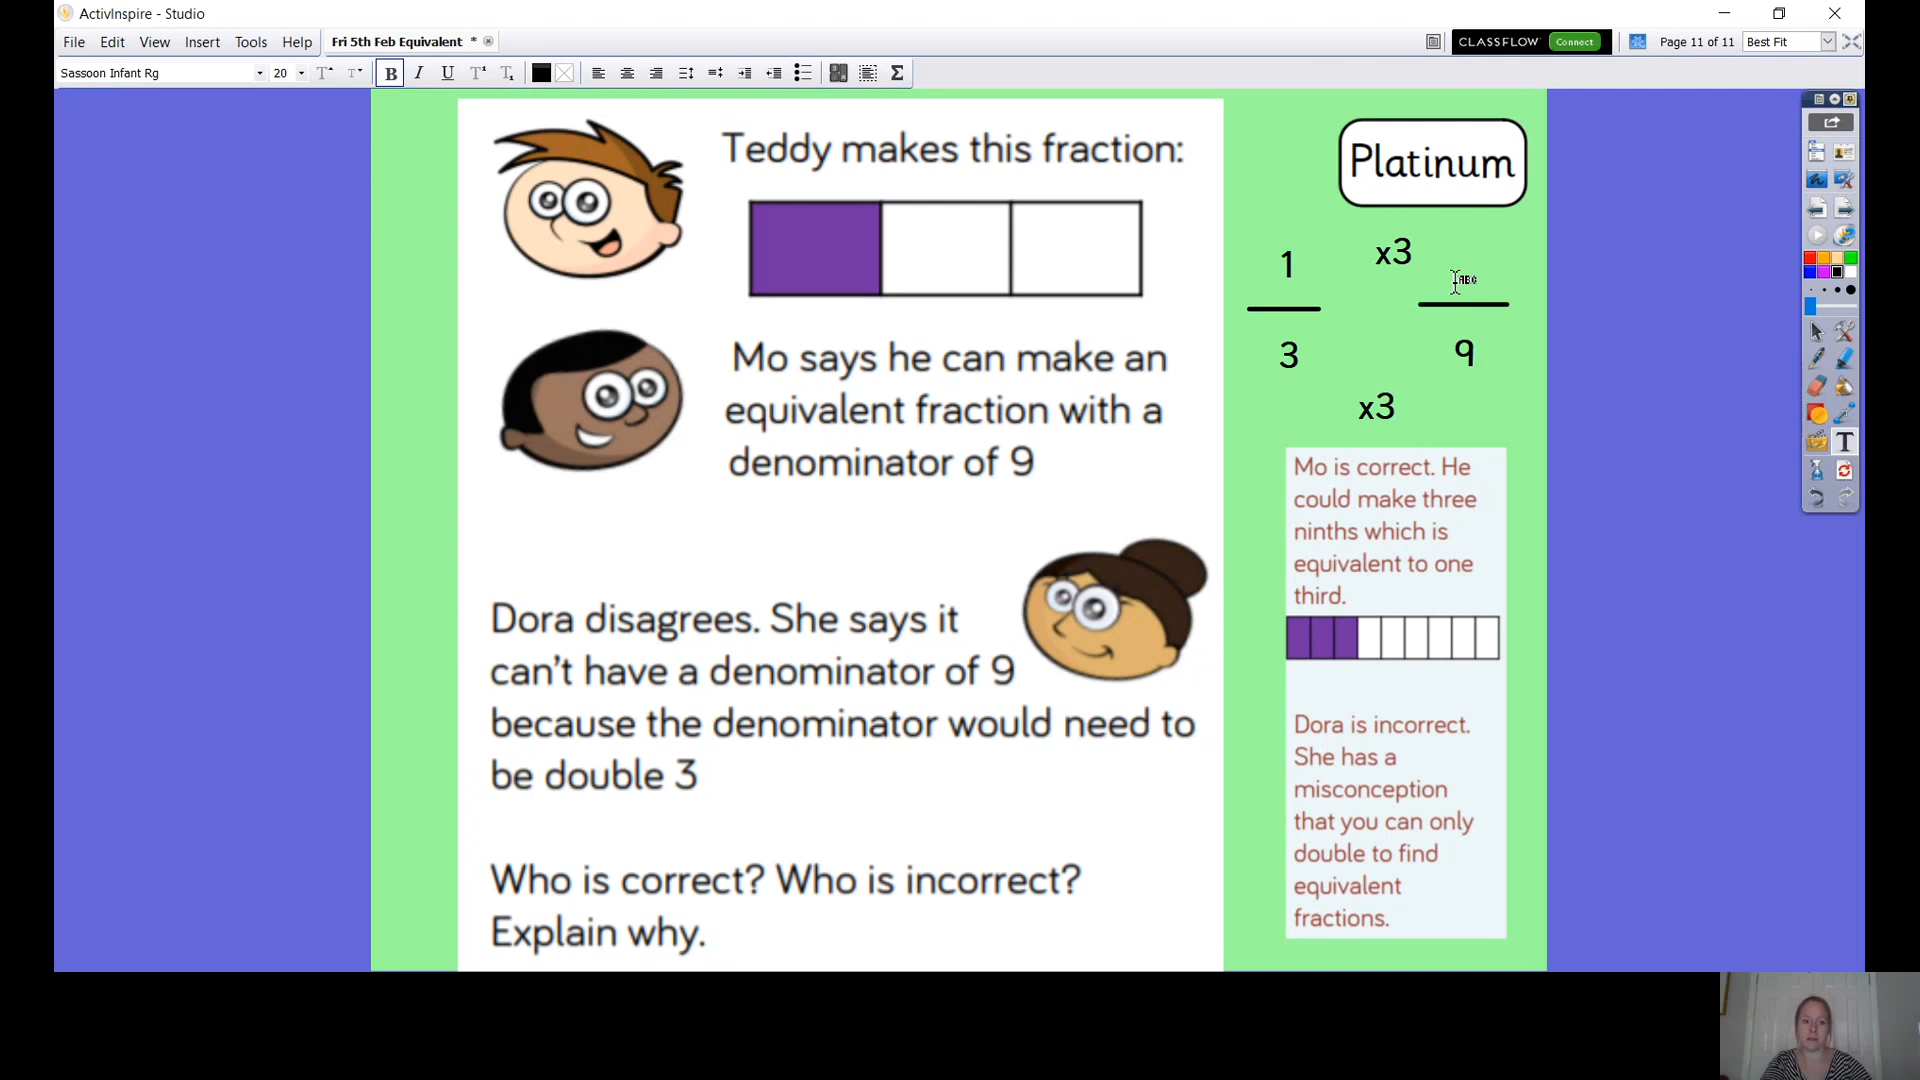 ActivInspire - Studio
File Edit View Insert Tools Help
Fri 5th Feb Equivalent *
CLASSFLOW Connect
Page 11 of 11
Best Fit
Sassoon Infant Rg 20
B I U
Teddy makes this fraction:
Mo says he can make an
equivalent fraction with a
denominator of 9
Dora disagrees. She says it
can't have a denominator of 9
because the denominator would need to
be double 3
Who is correct? Who is incorrect?
Explain why.
Platinum
1 x3
3 9
x3
ABC
Mo is correct. He
could make three
ninths which is
equivalent to one
third.
Dora is incorrect.
She has a
misconception
that you can only
double to find
equivalent
fractions.
T